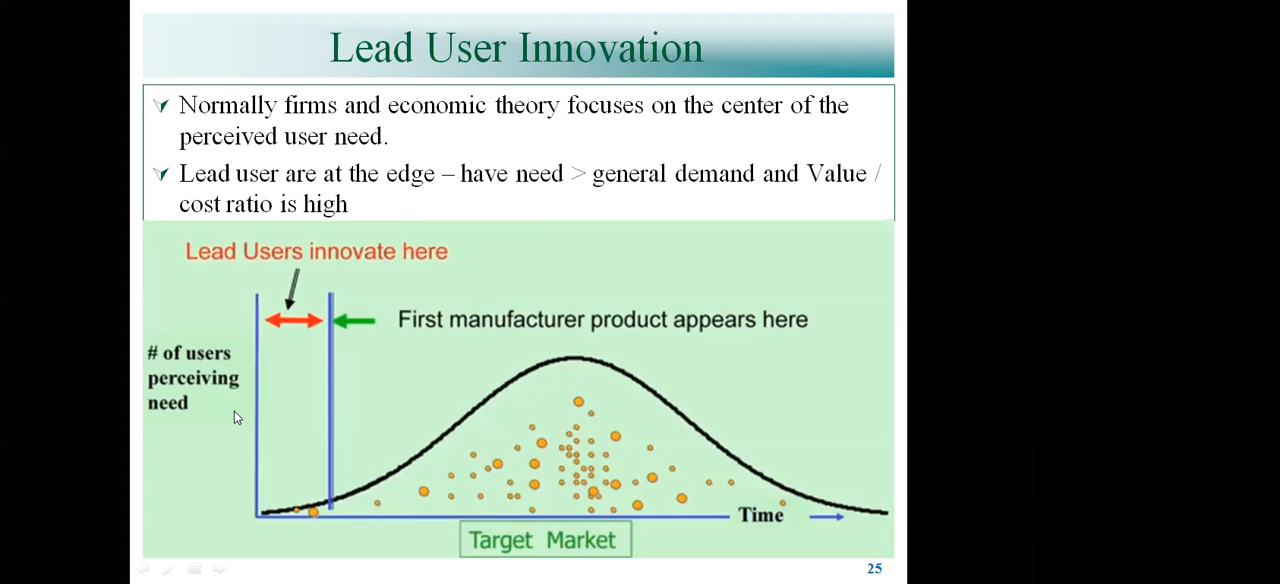 Lead User Innovation
Normally firms and economic theory focuses on the center of the
perceived user need.
Lead user are at the edge – have need > general demand and Value /
cost ratio is high
Lead Users innovate here
First manufacturer product appears here
# of users
perceiving
need
Time
Target Market
25